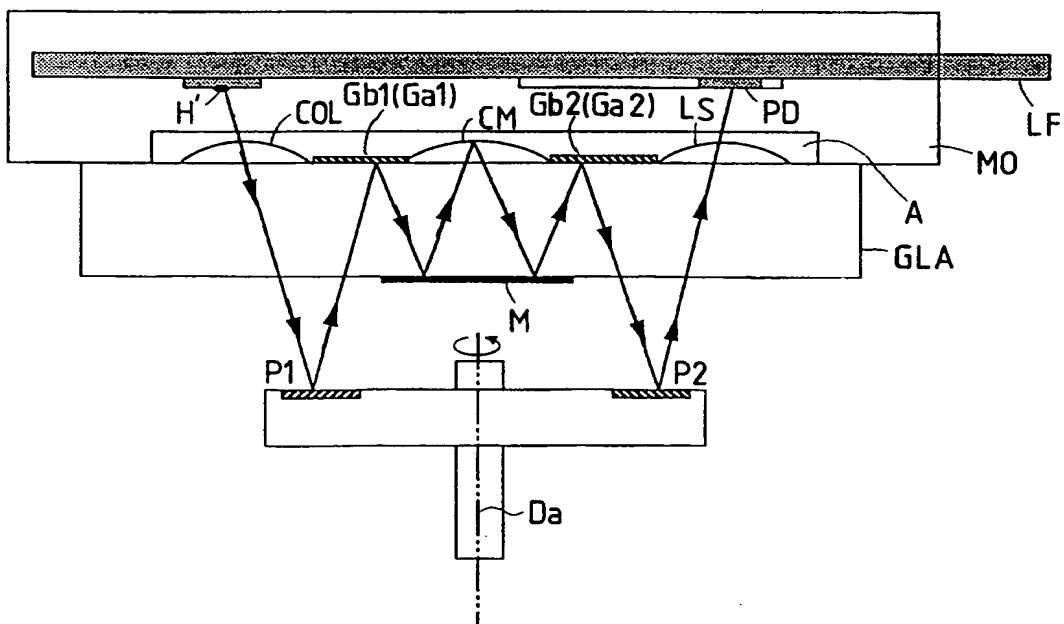 H'
COL
Gb1(Ga1)
CM
Gb2(Ga2)
LS
PD
LF
MO
A
GLA
M
P1
P2
Da